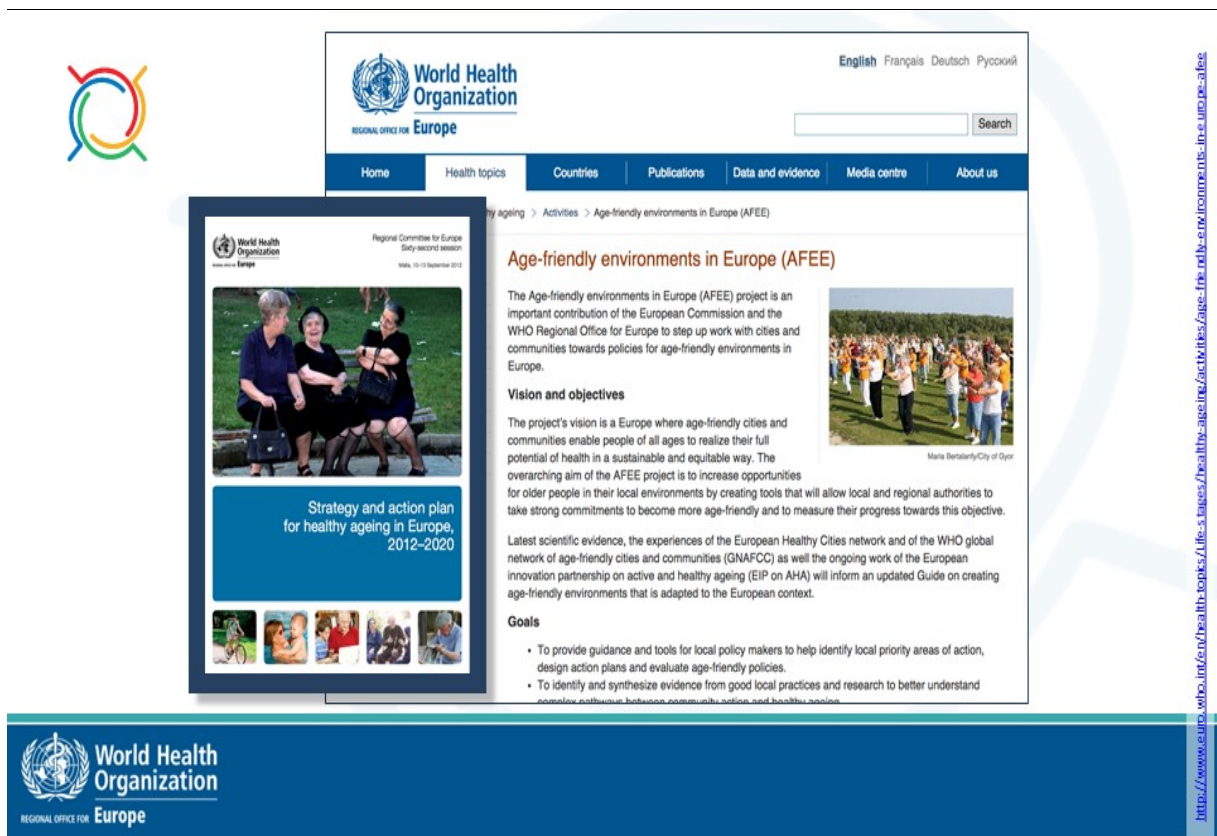 World Health
Organization
REGIONAL OFFICE FOR Europe
English Français Deutsch Русский
Search
Home Health topics Countries Publications Data and evidence Media centre About us
hy ageing > Activities > Age-friendly environments in Europe (AFEE)
Age-friendly environments in Europe (AFEE)
The Age-friendly environments in Europe (AFEE) project is an
important contribution of the European Commission and the
WHO Regional Office for Europe to step up work with cities and
communities towards policies for age-friendly environments in
Europe.
Vision and objectives
The project's vision is a Europe where age-friendly cities and
communities enable people of all ages to realize their full
potential of health in a sustainable and equitable way. The
overarching aim of the AFEE project is to increase opportunities
for older people in their local environments by creating tools that will allow local and regional authorities to
take strong commitments to become more age-friendly and to measure their progress towards this objective.
Maria Bertalanfy/City of Gyor
Latest scientific evidence, the experiences of the European Healthy Cities network and of the WHO global
network of age-friendly cities and communities (GNAFCC) as well the ongoing work of the European
innovation partnership on active and healthy ageing (EIP on AHA) will inform an updated Guide on creating
age-friendly environments that is adapted to the European context.
Goals
• To provide guidance and tools for local policy makers to help identify local priority areas of action,
design action plans and evaluate age-friendly policies.
• To identify and synthesize evidence from good local practices and research to better understand
complex pathways between community action and healthy ageing
World Health
Organization
REGIONAL OFFICE FOR Europe
Regional Committee for Europe
Sixty-second session
Malta, 10–13 September 2012
Strategy and action plan
for healthy ageing in Europe,
2012–2020
World Health
Organization
REGIONAL OFFICE FOR Europe
http://www.euro.who.int/en/health-topics/Life-stages/healthy-ageing/activities/age-friendly-environments-in-europe-afee